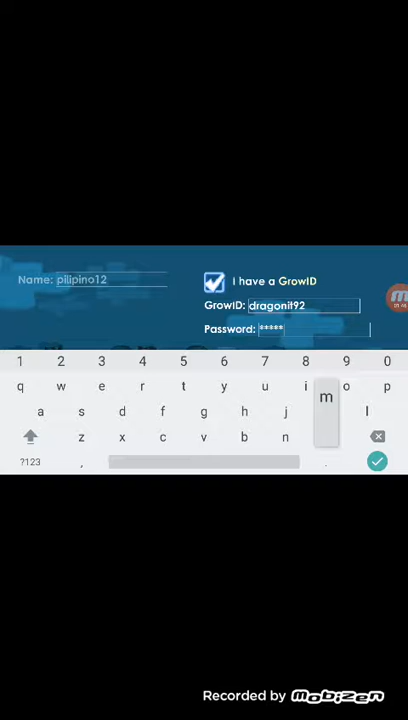 Name: pilipino12
I have a GrowID
GrowID: dragonit92
Password: *****
1 2 3 4 5 6 7 8 9 0
q w e r t y u i o p
a s d f g h j l
m
z x c v b n
?123 , .
Recorded by mobizen